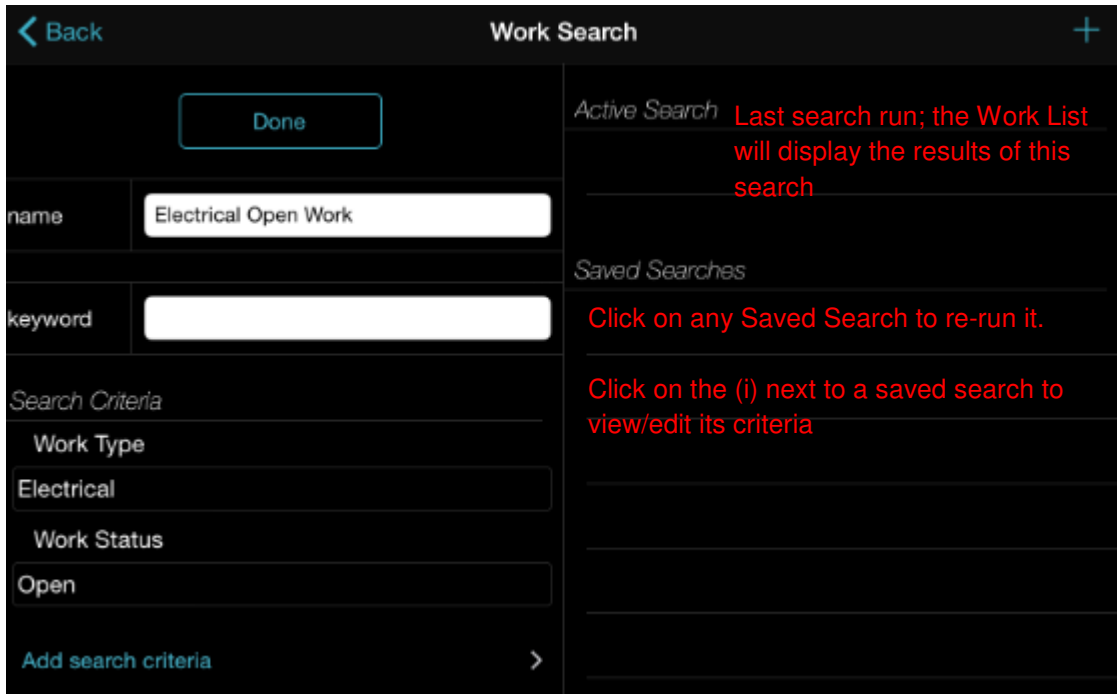 Back
Work Search
+
Done
name
Electrical Open Work
keyword
Search Criteria
Work Type
Electrical
Work Status
Open
Add search criteria
Active Search
Last search run; the Work List
will display the results of this
search
Saved Searches
Click on any Saved Search to re-run it.
Click on the (i) next to a saved search to
view/edit its criteria